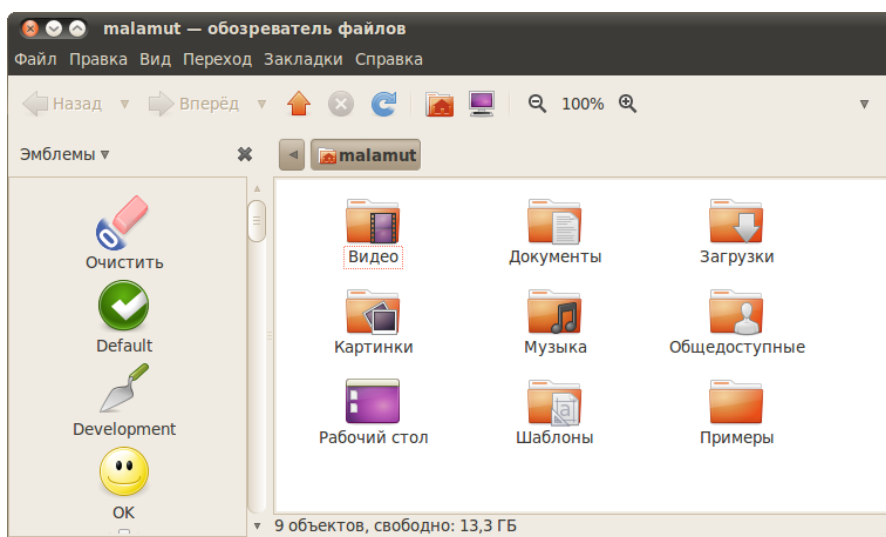 malamut — обозреватель файлов
Файл Правка Вид Переход Закладки Справка
Назад Вперёд 100%
Эмблемы malamut
Очистить
Default
Development
OK
Видео Документы Загрузки
Картинки Музыка Общедоступные
Рабочий стол Шаблоны Примеры
9 объектов, свободно: 13,3 ГБ